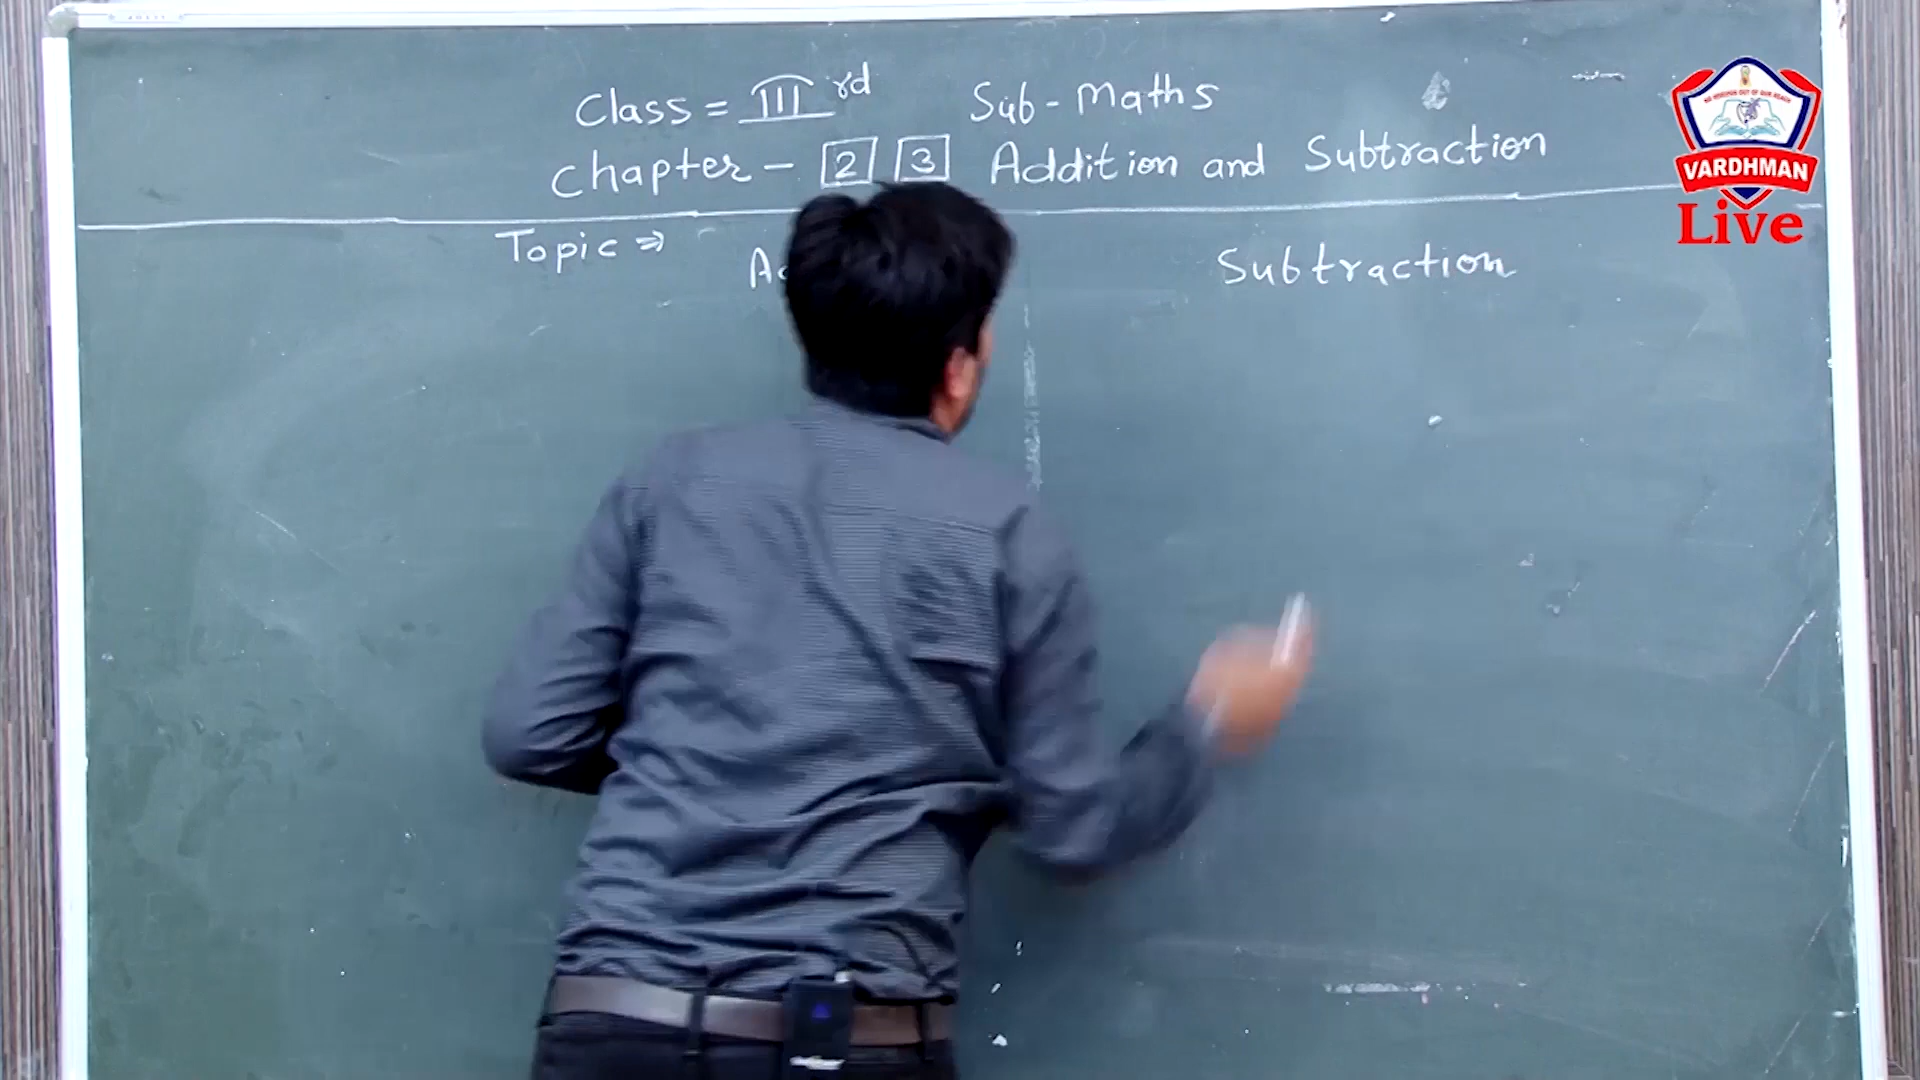 Class = III rd Sub - Maths
Chapter - 2 3 Addition and Subtraction
Topic ⇒
Subtraction
VARDHMAN
Live